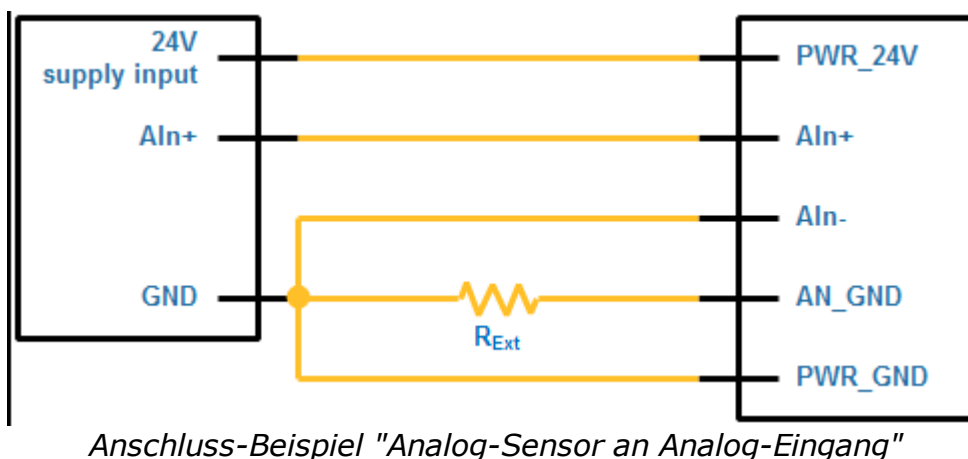 24V
supply input
AIn+
GND
PWR_24V
AIn+
AIn-
AN_GND
PWR_GND
RExt
Anschluss-Beispiel "Analog-Sensor an Analog-Eingang"